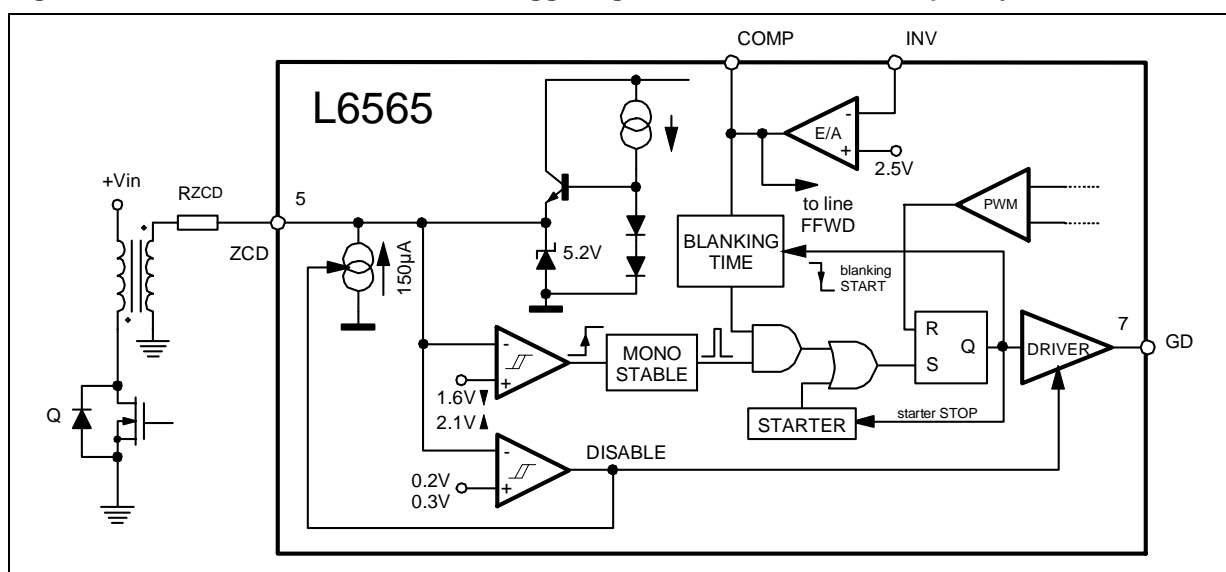 COMP
INV
L6565
E/A
-
+
2.5V
to line
FFWD
PWM
+Vin
RZCD
5
ZCD
150µA
5.2V
BLANKING
TIME
blanking
START
-
+
1.6V
2.1V
MONO
STABLE
R
S
Q
DRIVER
7
GD
STARTER
starter STOP
Q
DISABLE
-
+
0.2V
0.3V